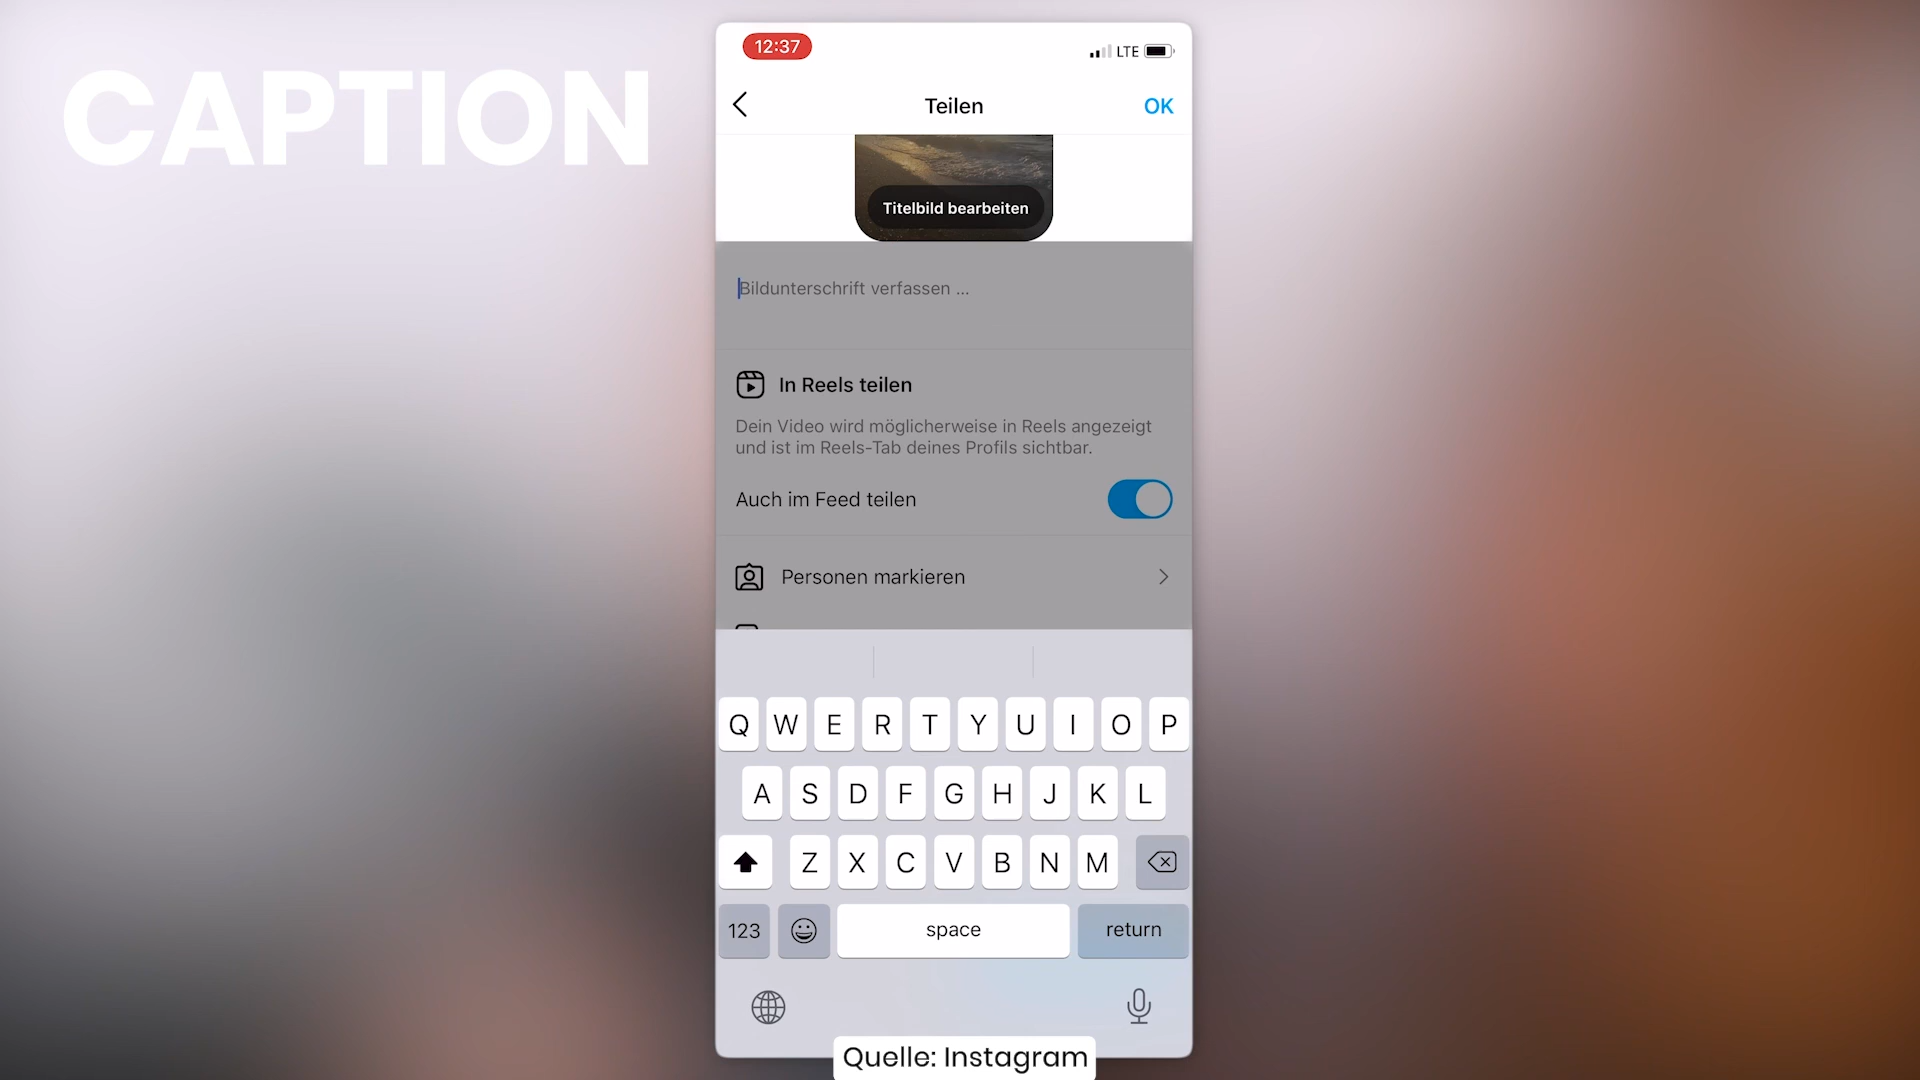 CAPTION
12:37
LTE
Teilen
OK
Titelbild bearbeiten
Bildunterschrift verfassen ...
In Reels teilen
Dein Video wird möglicherweise in Reels angezeigt
und ist im Reels-Tab deines Profils sichtbar.
Auch im Feed teilen
Personen markieren
Q W E R T Y U I O P
A S D F G H J K L
Z X C V B N M
123
space
return
Quelle: Instagram